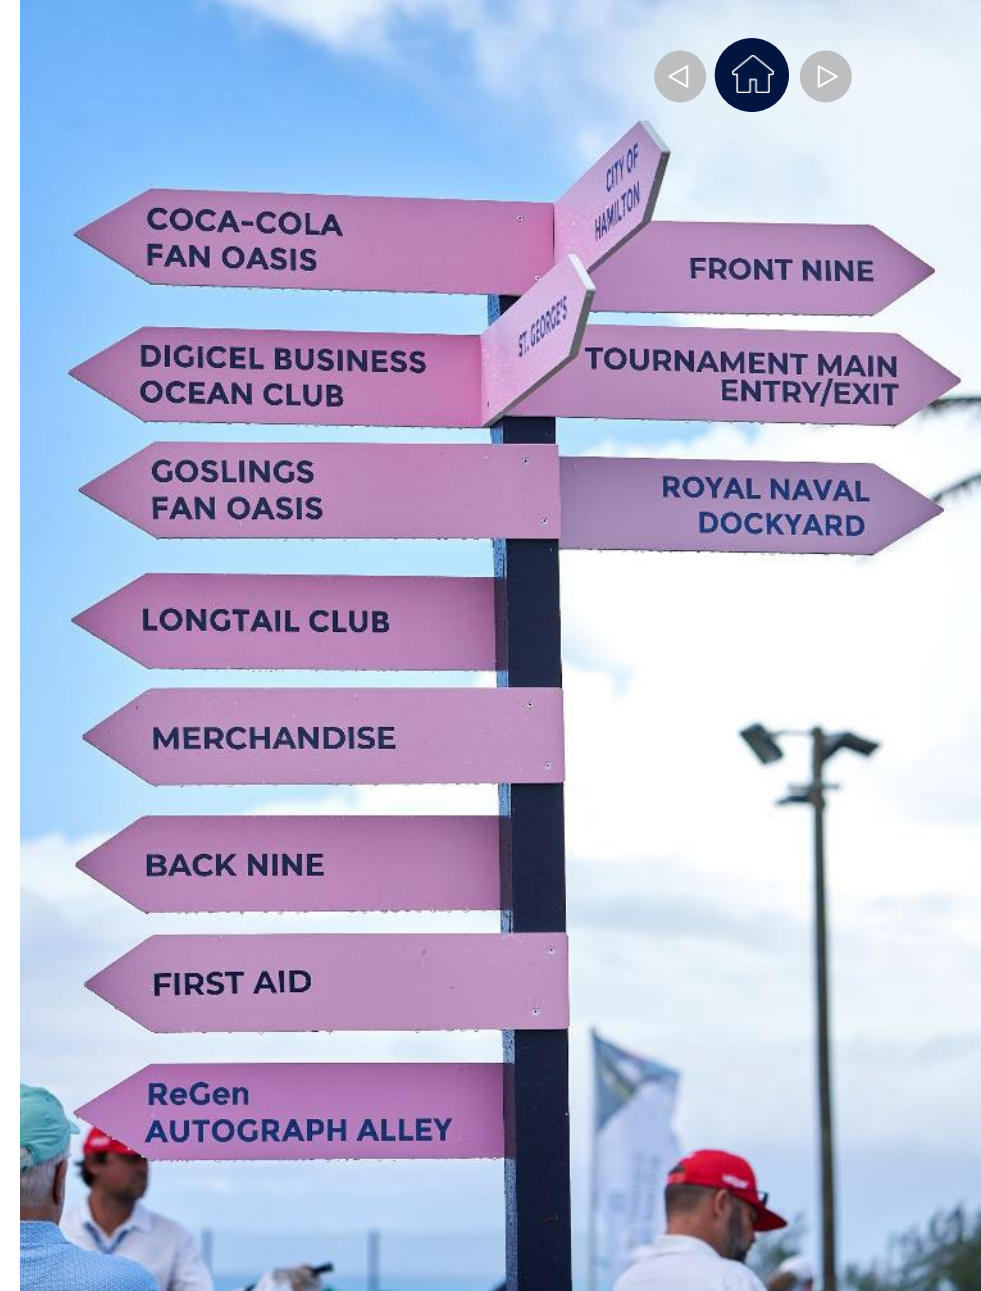 CITY OF
HAMILTON
COCA-COLA
FAN OASIS
FRONT NINE
ST. GEORGE'S
DIGICEL BUSINESS
OCEAN CLUB
TOURNAMENT MAIN
ENTRY/EXIT
GOSLINGS
FAN OASIS
ROYAL NAVAL
DOCKYARD
LONGTAIL CLUB
MERCHANDISE
BACK NINE
FIRST AID
ReGen
AUTOGRAPH ALLEY